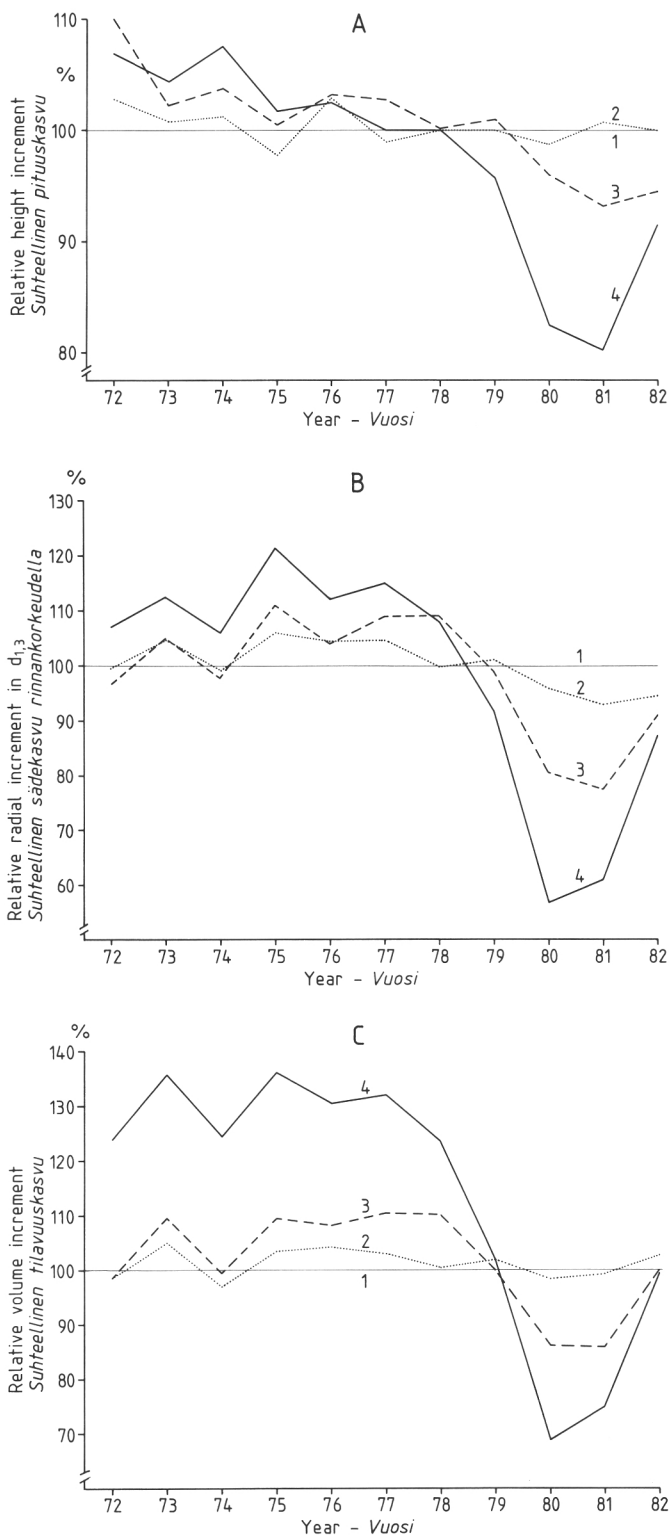 A
110
%
100
90
80
Relative height increment
Suhteellinen pituuskasvu
2
1
3
4
72 73 74 75 76 77 78 79 80 81 82
Year - Vuosi
B
%
130
120
110
100
90
80
70
60
Relative radial increment in d1,3
Suhteellinen sädekasvu rinnankorkeudella
1
2
3
4
72 73 74 75 76 77 78 79 80 81 82
Year - Vuosi
C
%
140
130
120
110
100
90
80
70
Relative volume increment
Suhteellinen tilavuuskasvu
4
3
2
1
72 73 74 75 76 77 78 79 80 81 82
Year - Vuosi